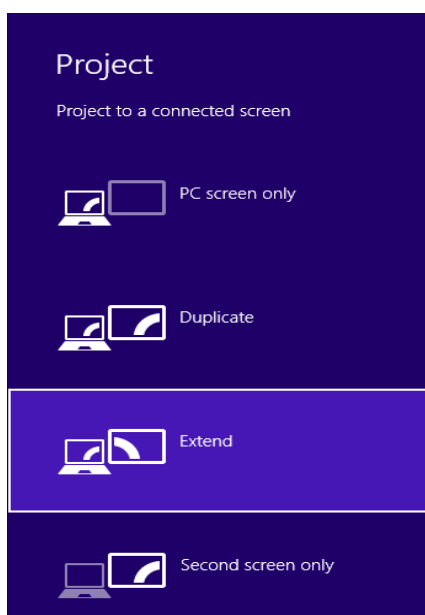 Project
Project to a connected screen
PC screen only
Duplicate
Extend
Second screen only